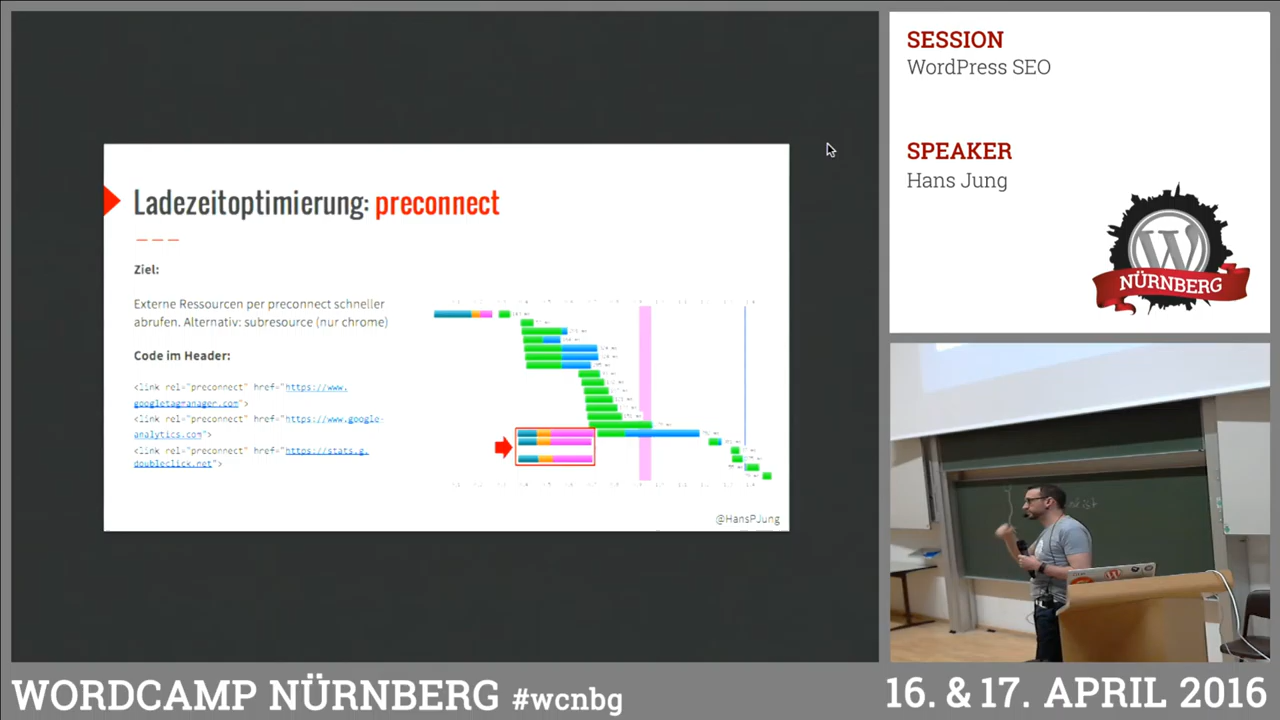 Ladezeitoptimierung: preconnect
Ziel:
Externe Ressourcen per preconnect schneller
abrufen. Alternativ: subresource (nur chrome)
Code im Header:
<link rel="preconnect" href="https://www.
googletagmanager.com">
<link rel="preconnect" href="https://www.google-
analytics.com">
<link rel="preconnect" href="https://stats.g.
doubleclick.net">
@HansPJung
SESSION
WordPress SEO
SPEAKER
Hans Jung
W
NÜRNBERG
WORDCAMP NÜRNBERG #wcnbg
16. & 17. APRIL 2016